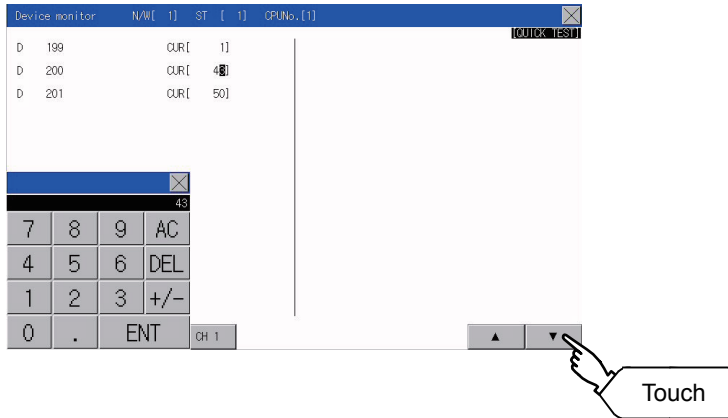 Device monitor N/W[ 1] ST [ 1] CPUNo.[1]
[QUICK TEST]
D 199 CUR[ 1]
D 200 CUR[ 43]
D 201 CUR[ 50]
43
7 8 9 AC
4 5 6 DEL
1 2 3 +/-
0 . ENT CH 1 ▲ ▼
Touch